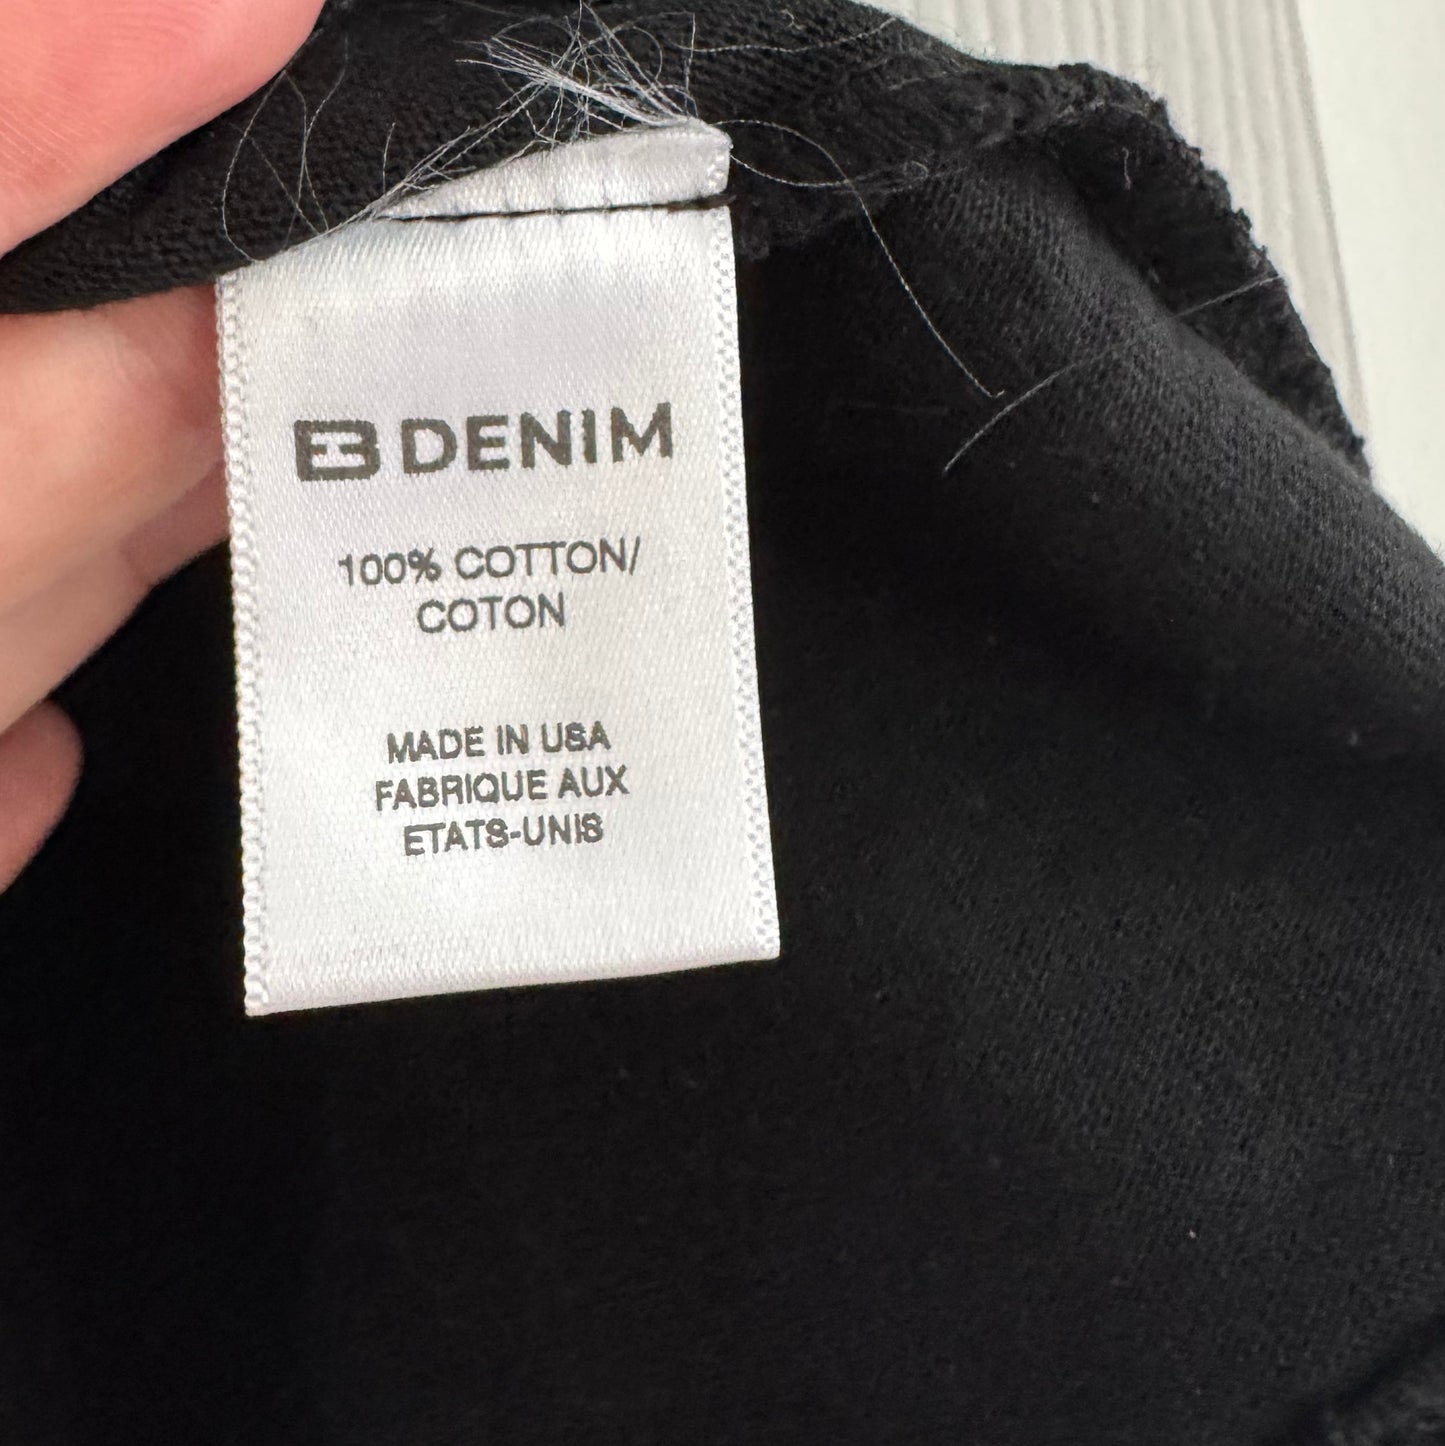 EB DENIM
100% COTTON/
COTON
MADE IN USA
FABRIQUE AUX
ETATS-UNIS